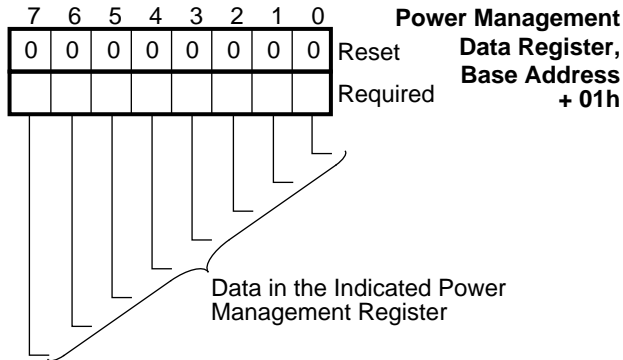 7 6 5 4 3 2 1 0
0 0 0 0 0 0 0 0 Reset
Required
Power Management
Data Register,
Base Address
+ 01h
Data in the Indicated Power
Management Register